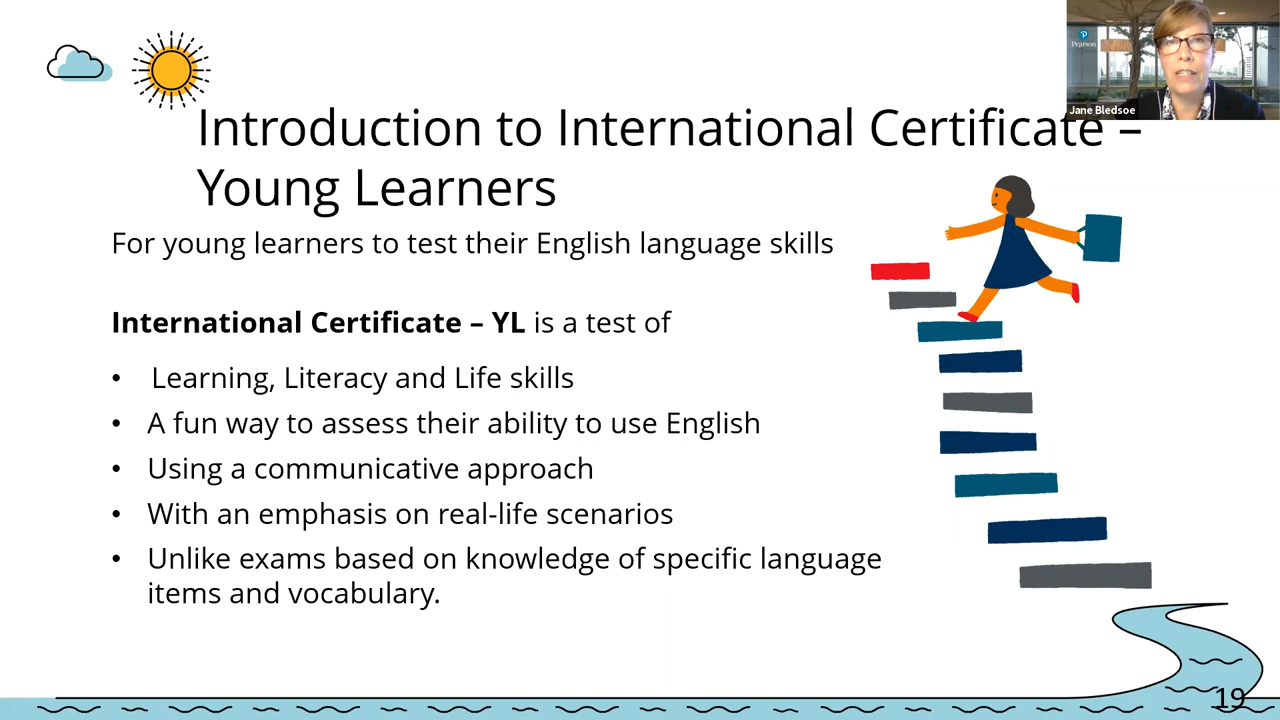 Pearson
Jane Bledsoe
Introduction to International Certificate –
Young Learners
For young learners to test their English language skills
International Certificate – YL is a test of
• Learning, Literacy and Life skills
• A fun way to assess their ability to use English
• Using a communicative approach
• With an emphasis on real-life scenarios
• Unlike exams based on knowledge of specific language
items and vocabulary.
19